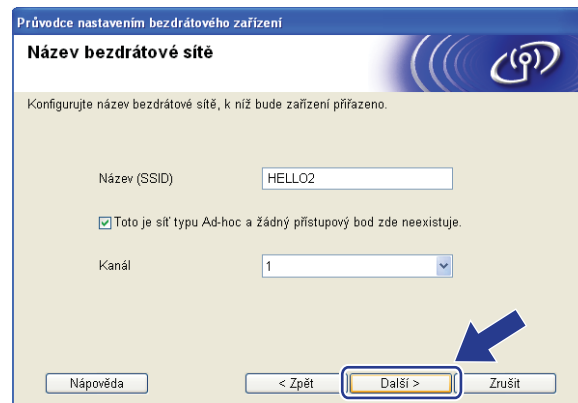 Průvodce nastavením bezdrátového zařízení
Název bezdrátové sítě
Konfigurujte název bezdrátové sítě, k níž bude zařízení přiřazeno.
Název (SSID) HELLO2
Toto je síť typu Ad-hoc a žádný přístupový bod zde neexistuje.
Kanál 1
Nápověda < Zpět Další > Zrušit